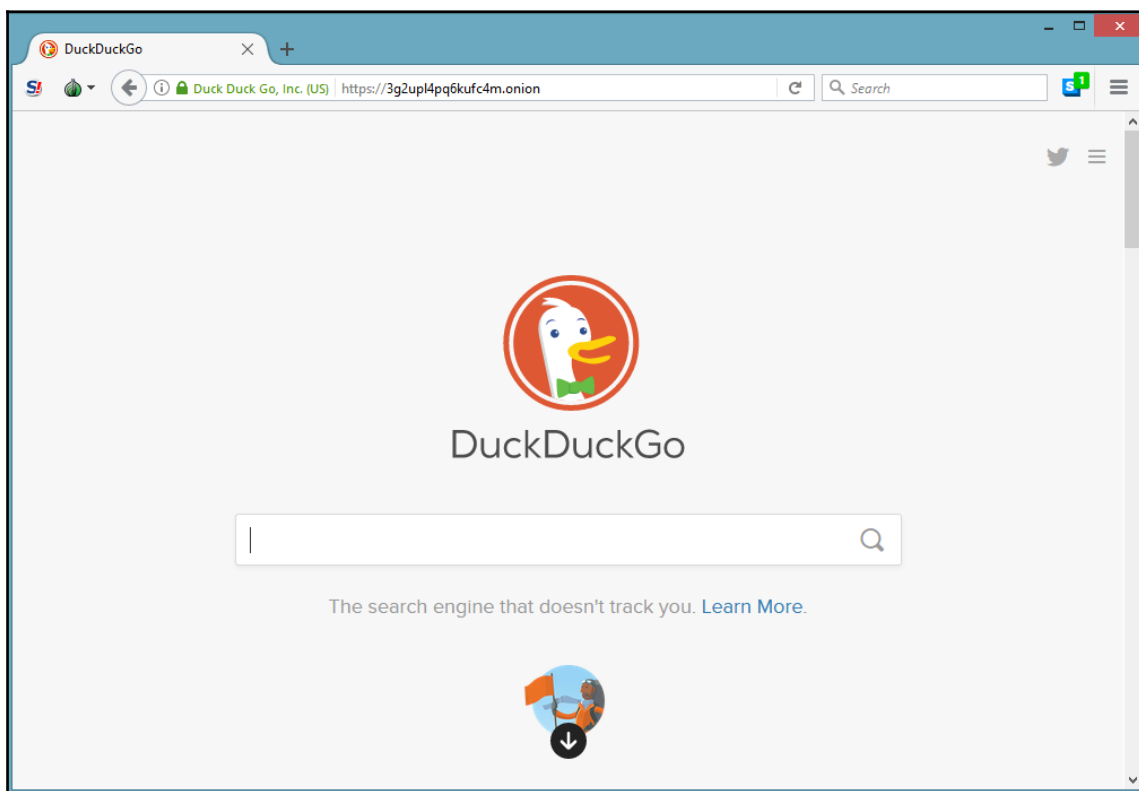 DuckDuckGo
Duck Duck Go, Inc. (US) https://3g2upl4pq6kufc4m.onion Search
DuckDuckGo
The search engine that doesn't track you. Learn More.